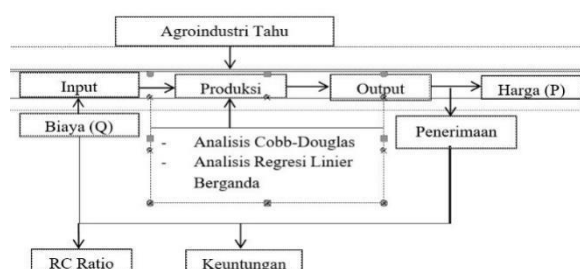 Agroindustri Tahu
Input
Produksi
Output
Harga (P)
Biaya (Q)
Penerimaan
- Analisis Cobb-Douglas
- Analisis Regresi Linier
Berganda
RC Ratio
Keuntungan